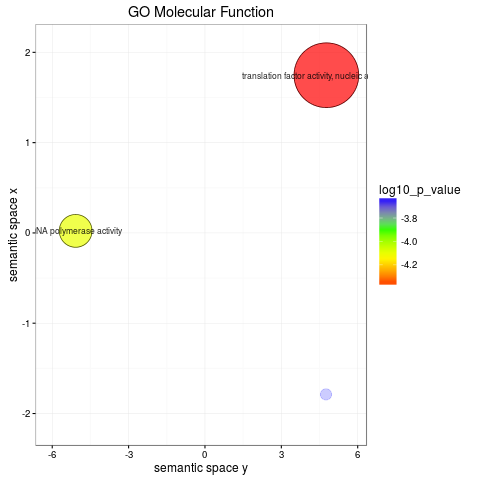 GO Molecular Function
2
1
0
-1
-2
semantic space x
translation factor activity, nucleic a
NA polymerase activity
-6
-3
0
3
6
semantic space y
log10_p_value
-3.8
-4.0
-4.2